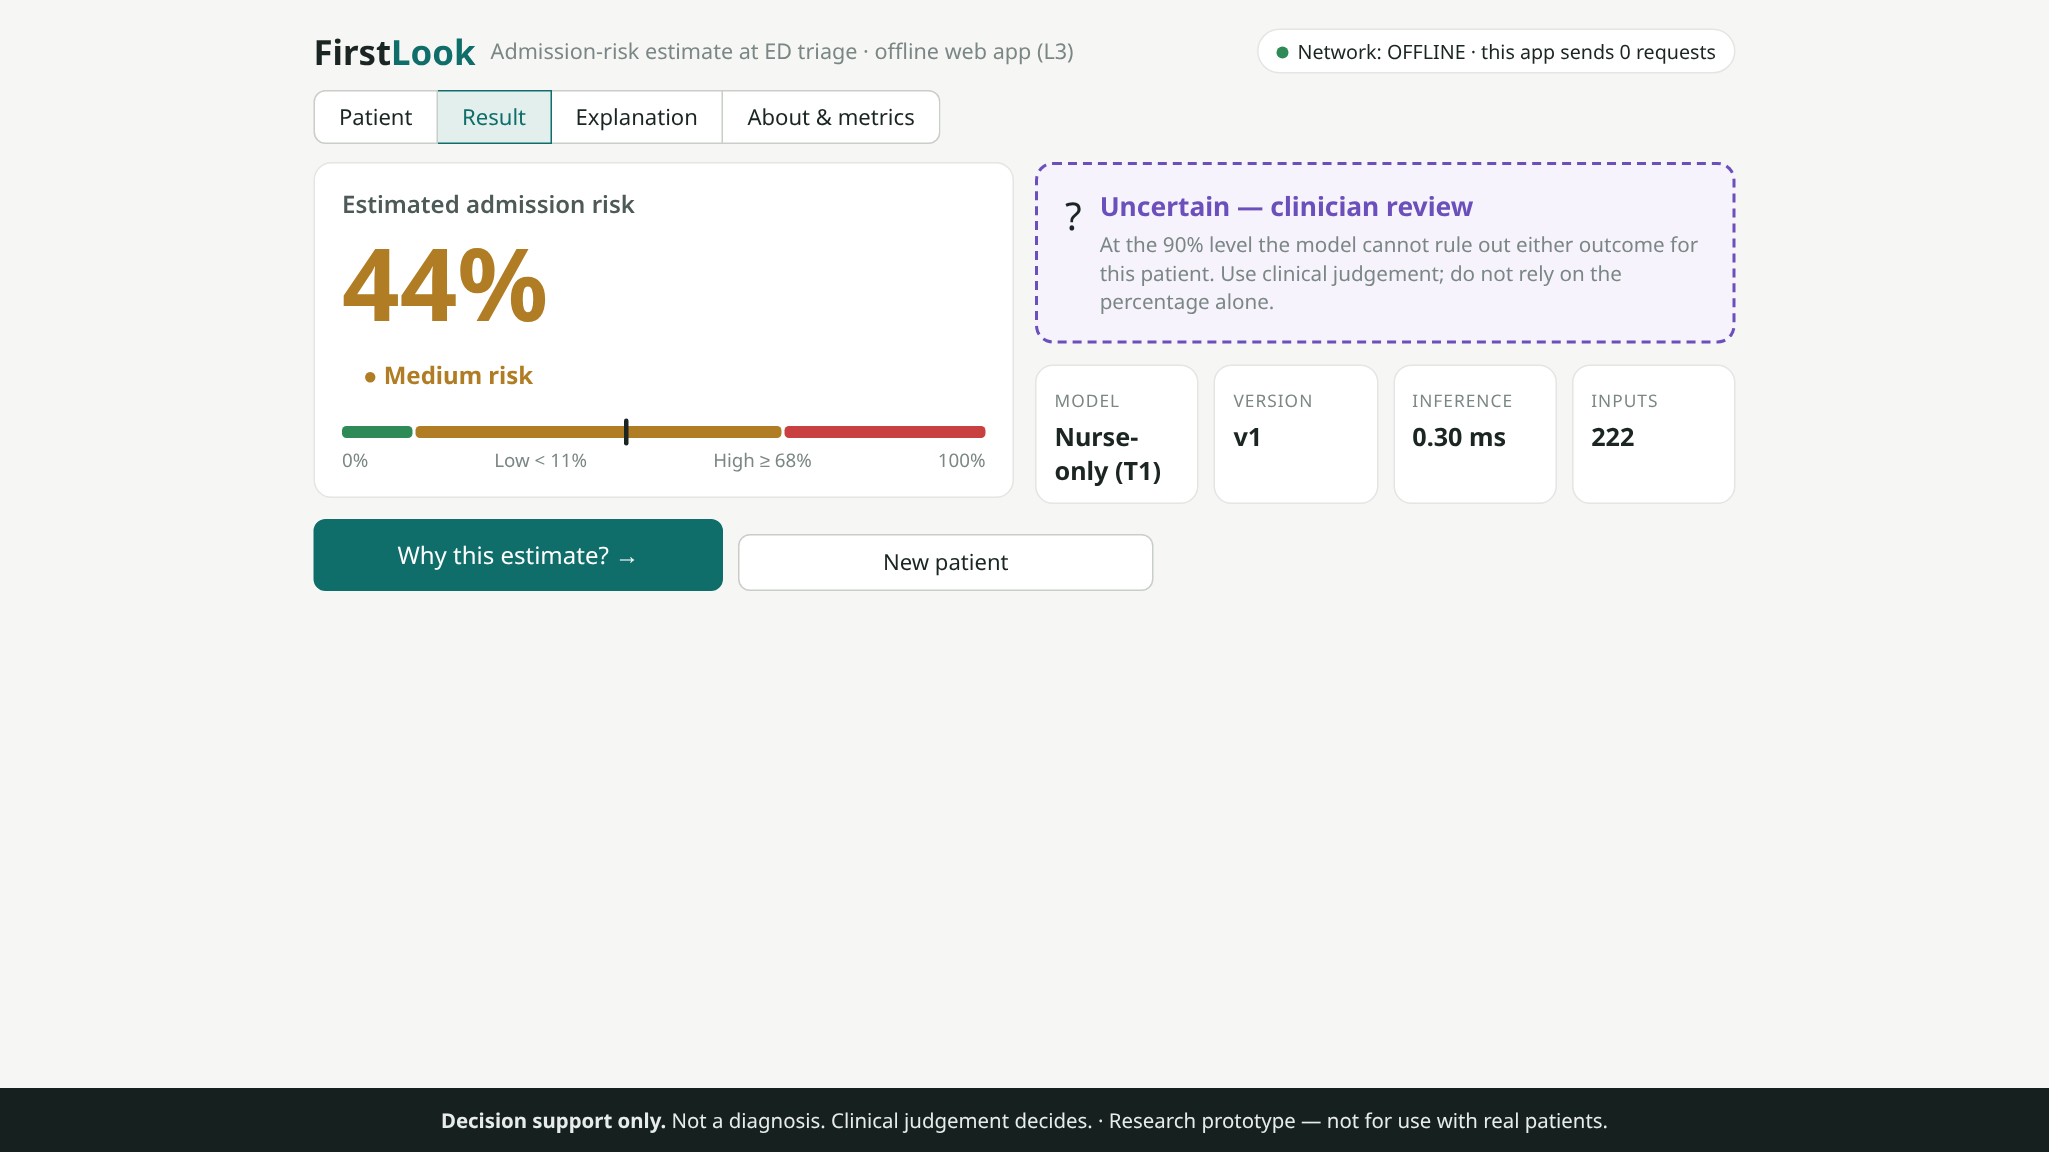 FirstLook Admission-risk estimate at ED triage · offline web app (L3)
Network: OFFLINE · this app sends 0 requests
Patient
Result
Explanation
About & metrics
Estimated admission risk
44%
● Medium risk
0%
Low < 11%
High ≥ 68%
100%
?
Uncertain — clinician review
At the 90% level the model cannot rule out either outcome for
this patient. Use clinical judgement; do not rely on the
percentage alone.
MODEL
Nurse-
only (T1)
VERSION
v1
INFERENCE
0.30 ms
INPUTS
222
Why this estimate? →
New patient
Decision support only. Not a diagnosis. Clinical judgement decides. · Research prototype — not for use with real patients.